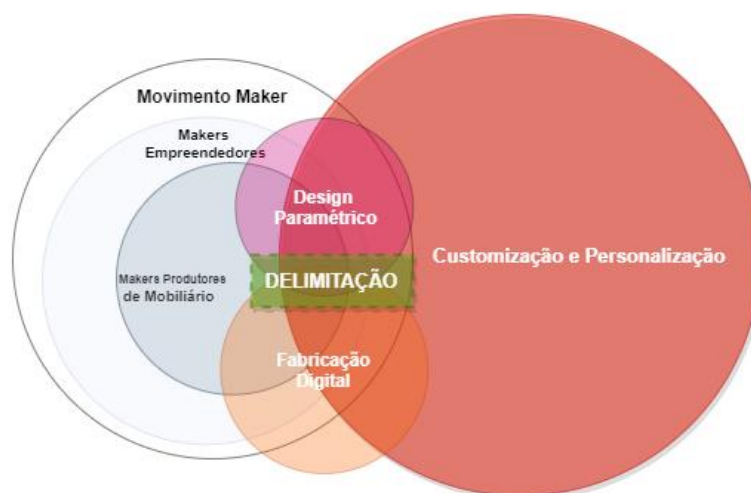 Movimento Maker
Makers
Empreendedores
Design
Paramétrico
Customização e Personalização
Makers Produtores
de Mobiliário
DELIMITAÇÃO
Fabricação
Digital